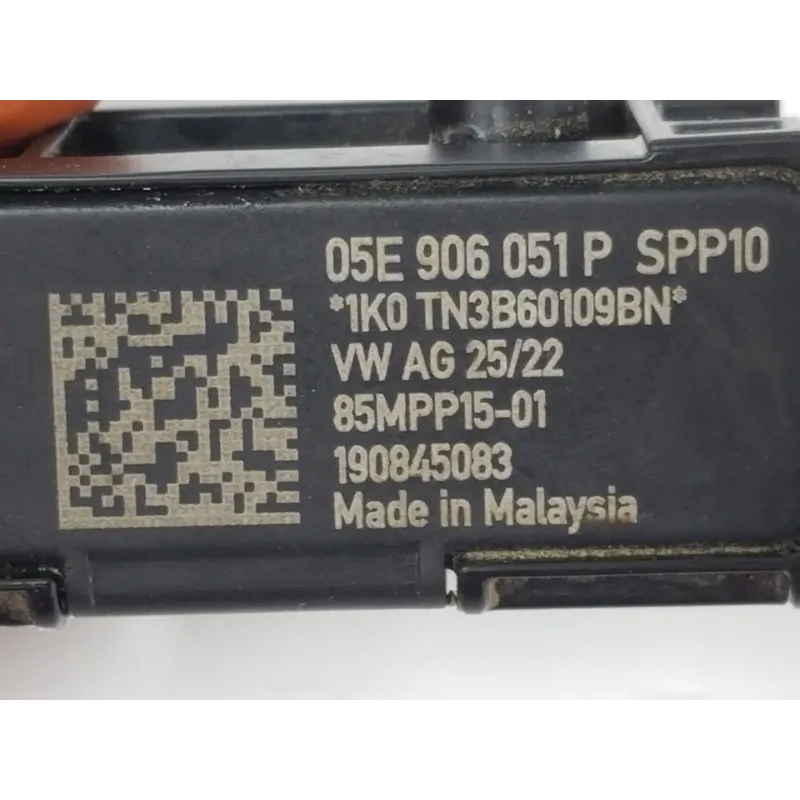 05E 906 051 P SPP10
*1K0 TN3B60109BN*
VW AG 25/22
85MPP15-01
190845083
Made in Malaysia